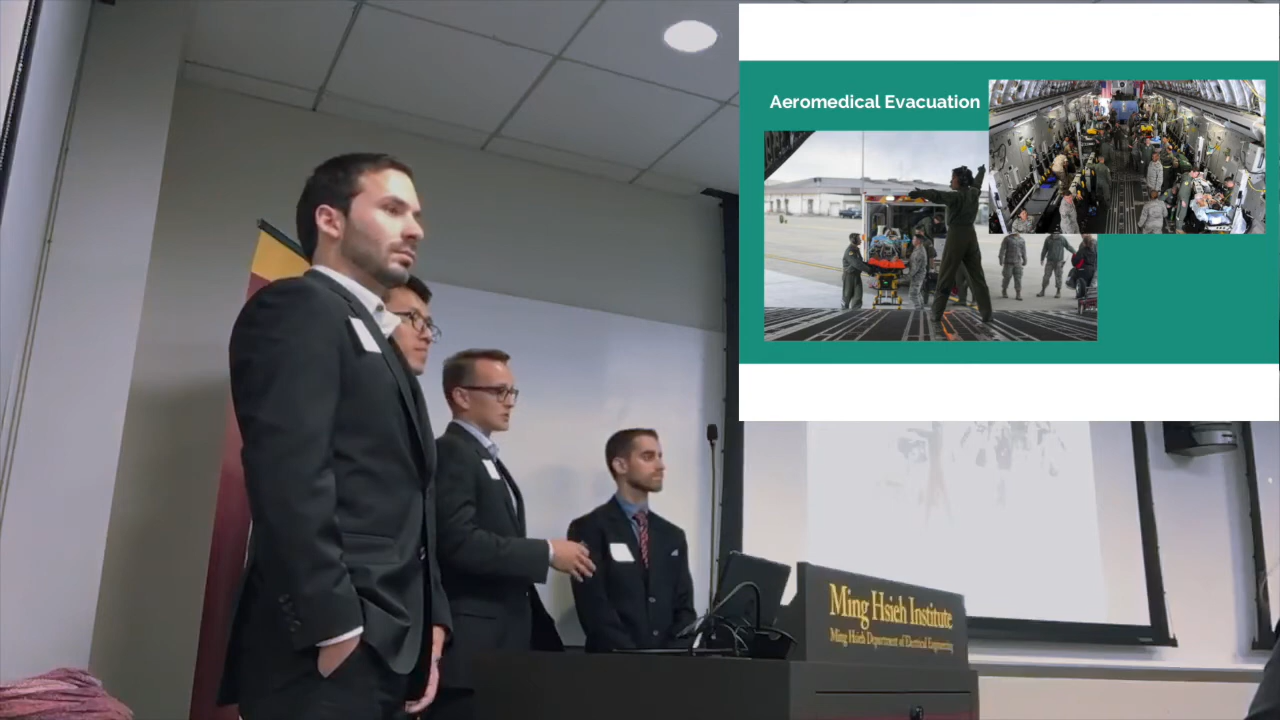 Aeromedical Evacuation
Ming Hsieh Institute
Ming Hsieh Department of Electrical Engineering